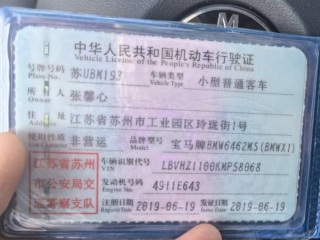 中华人民共和国机动车行驶证
Vehicle License of the People's Republic of China
号牌号码 苏UBM193 车辆类型 小型普通客车
Plate No. Vehicle Type
所有人 张馨心
Owner
住址 江苏省苏州市工业园区玲珑街1号
Address
使用性质 非营运 品牌型号 宝马牌BMW6462MS(BMWX1)
江苏省苏州市公安局交通警察支队
车辆识别代号 LBVHZ1100KMP58068
VIN
发动机号码 4911E643
Engine No.
注册日期 2019-06-19 发证日期 2019-06-19
Register Date Issue Date